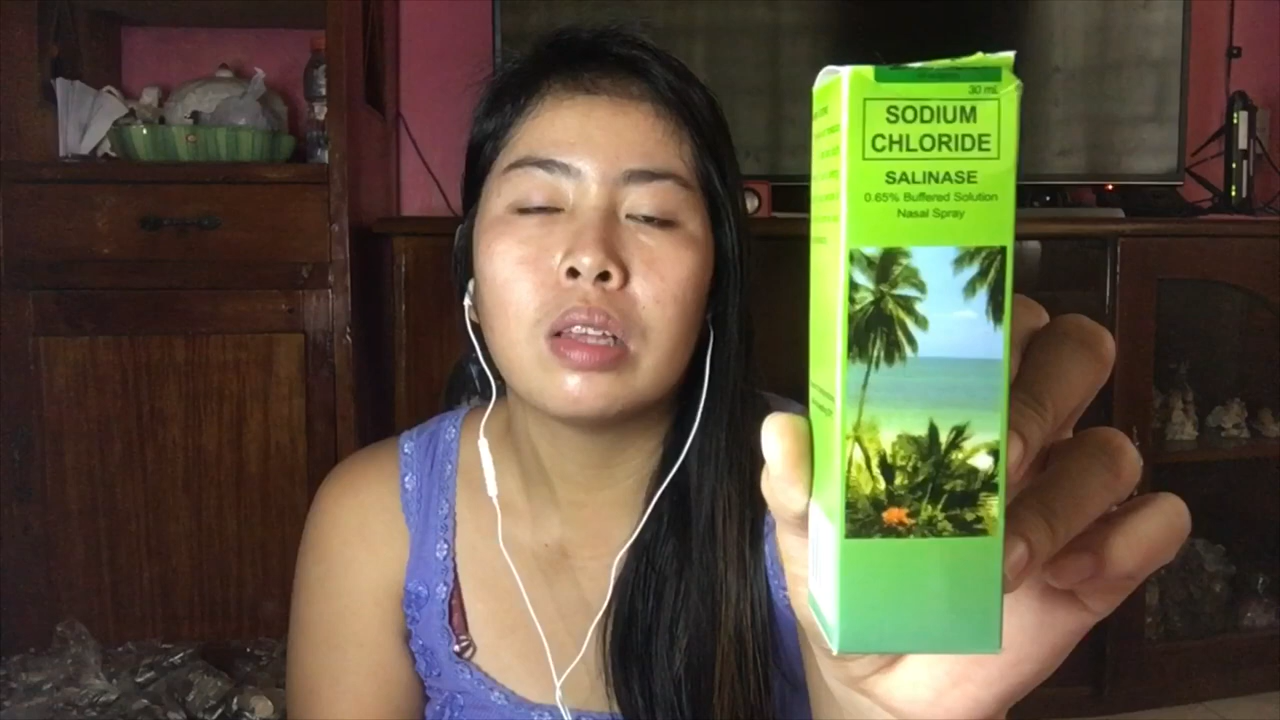 30 mL
SODIUM
CHLORIDE
SALINASE
0.65% Buffered Solution
Nasal Spray